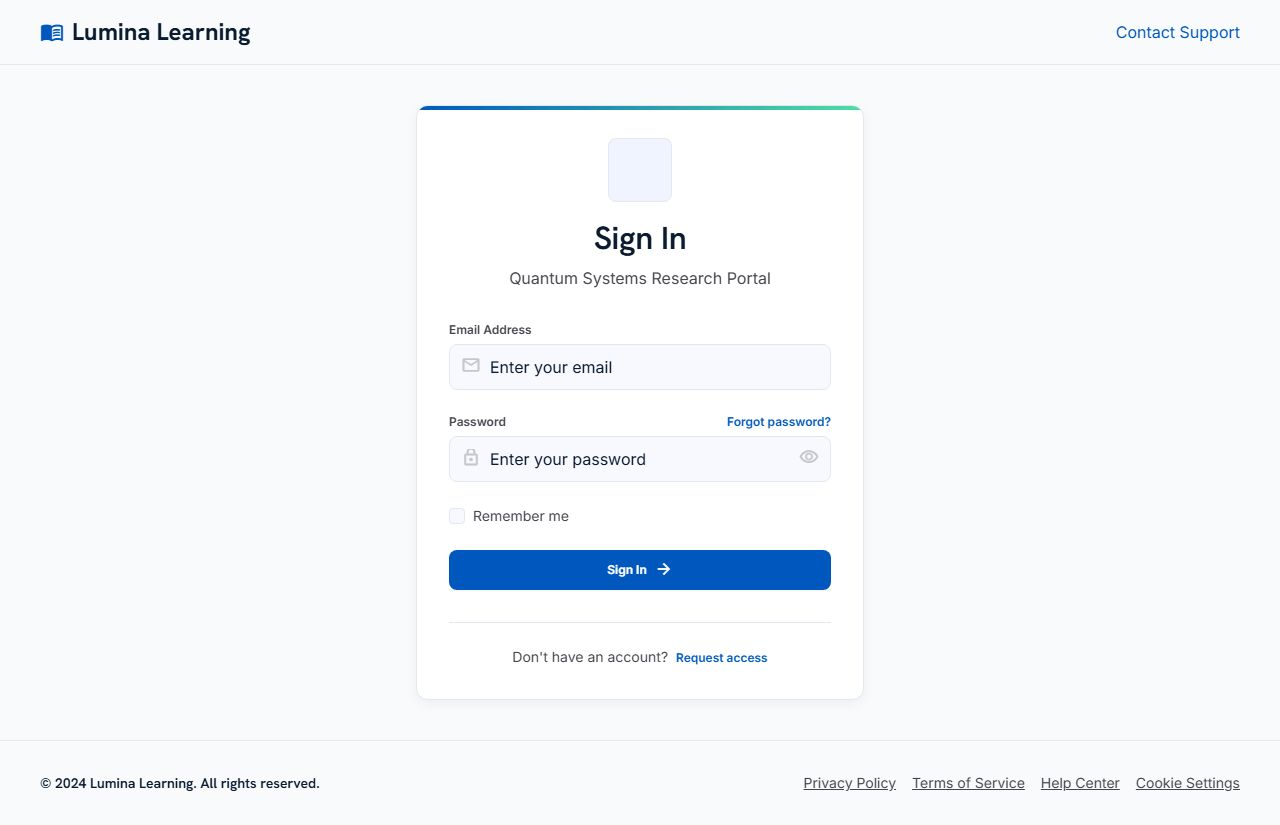 Lumina Learning
Contact Support
Sign In
Quantum Systems Research Portal
Email Address
Enter your email
Password
Forgot password?
Enter your password
Remember me
Sign In
Don't have an account? Request access
© 2024 Lumina Learning. All rights reserved.
Privacy Policy Terms of Service Help Center Cookie Settings